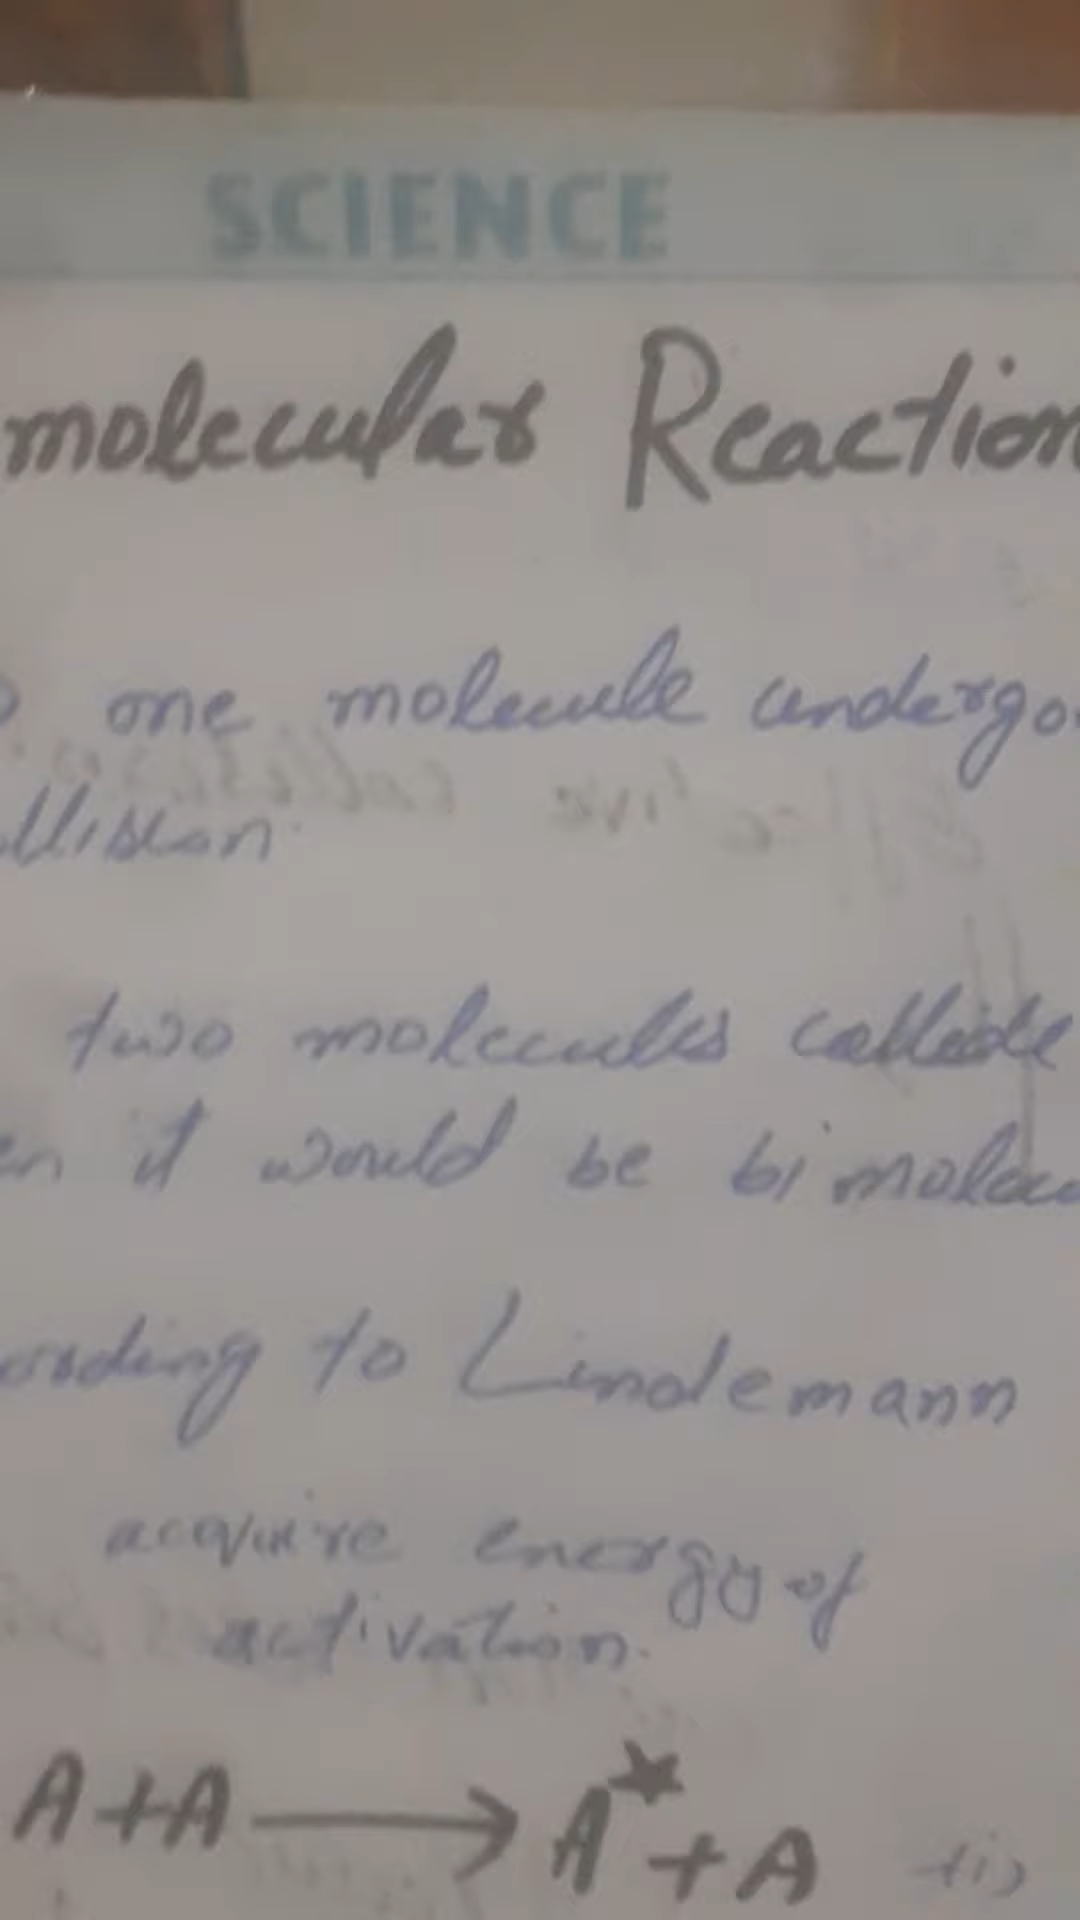 SCIENCE
molecular Reaction
one molecule undergo
llision.
two molecules collide
en it would be bimolecu
ording to Lindemann
acquire energy of
activation.
A+A → A★ + A (i)